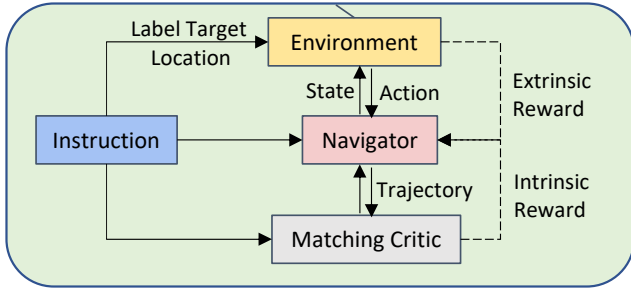 Label Target
Location
Environment
State
Action
Extrinsic
Reward
Instruction
Navigator
Trajectory
Intrinsic
Reward
Matching Critic